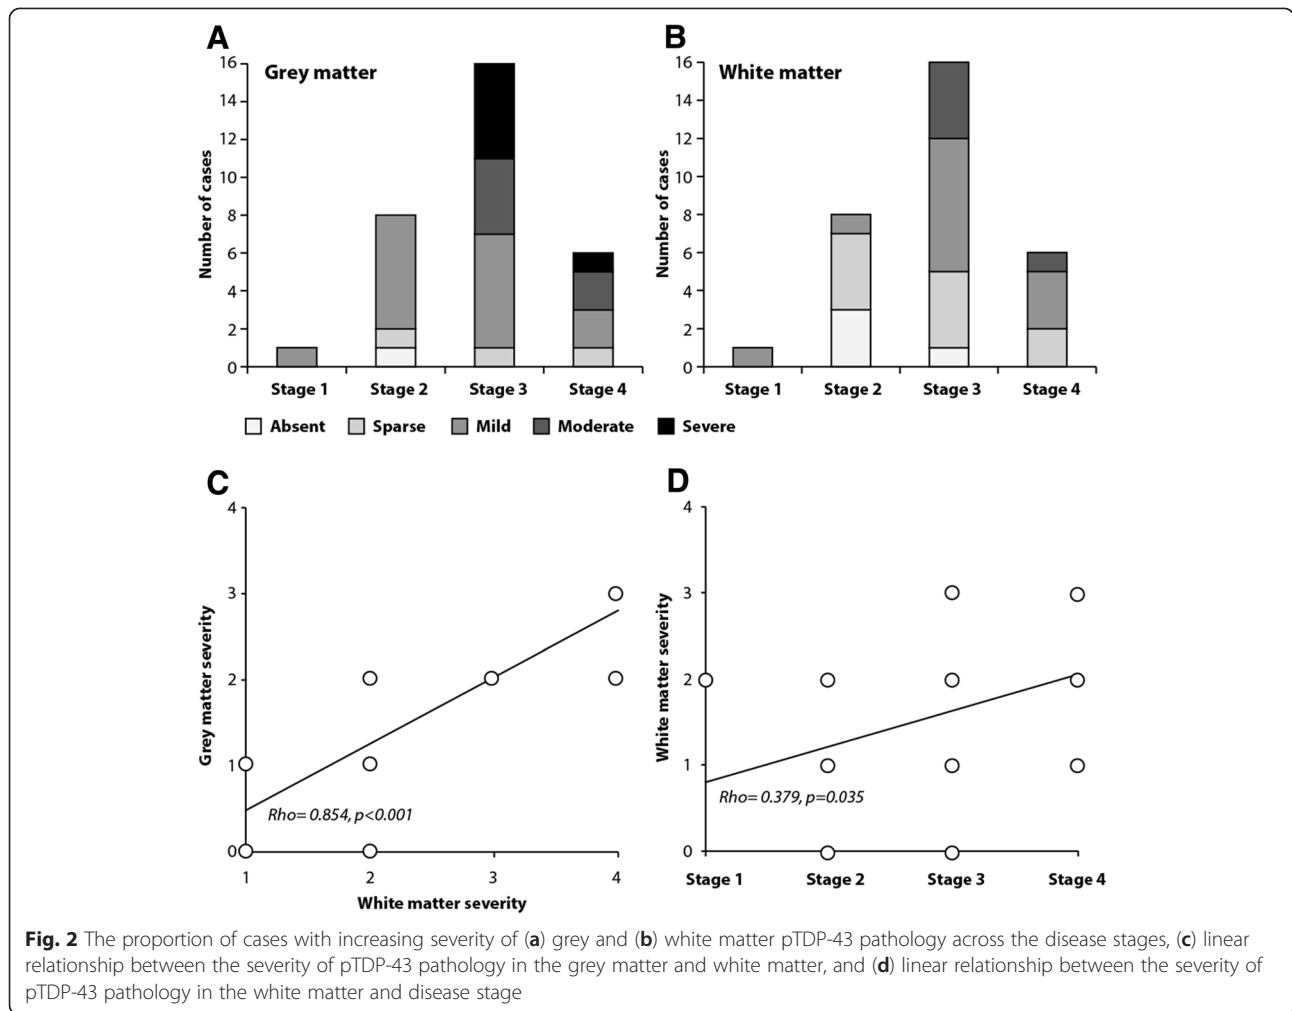 A
B
Grey matter
White matter
Number of cases
16
14
12
10
8
6
4
2
0
Stage 1 Stage 2 Stage 3 Stage 4
Number of cases
16
14
12
10
8
6
4
2
0
Stage 1 Stage 2 Stage 3 Stage 4
Absent Sparse Mild Moderate Severe
C
Grey matter severity
4
3
2
1
0
Rho= 0.854, p<0.001
1 2 3 4
White matter severity
D
White matter severity
4
3
2
1
0
Rho= 0.379, p=0.035
Stage 1 Stage 2 Stage 3 Stage 4
Fig. 2 The proportion of cases with increasing severity of (a) grey and (b) white matter pTDP-43 pathology across the disease stages, (c) linear
relationship between the severity of pTDP-43 pathology in the grey matter and white matter, and (d) linear relationship between the severity of
pTDP-43 pathology in the white matter and disease stage